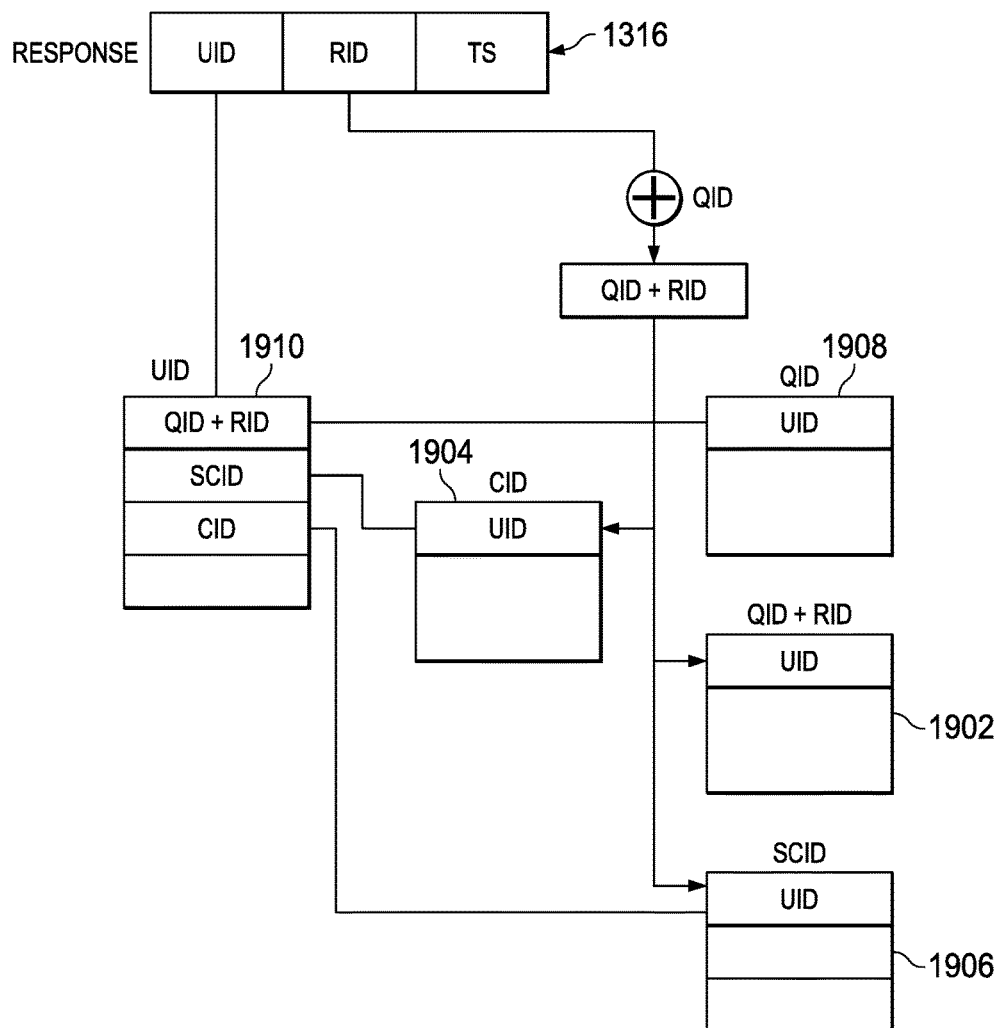 RESPONSE UID RID TS 1316
QID
QID + RID
UID 1910 QID 1908
QID + RID UID
1904
SCID CID
CID UID
QID + RID
UID
1902
SCID
UID
1906